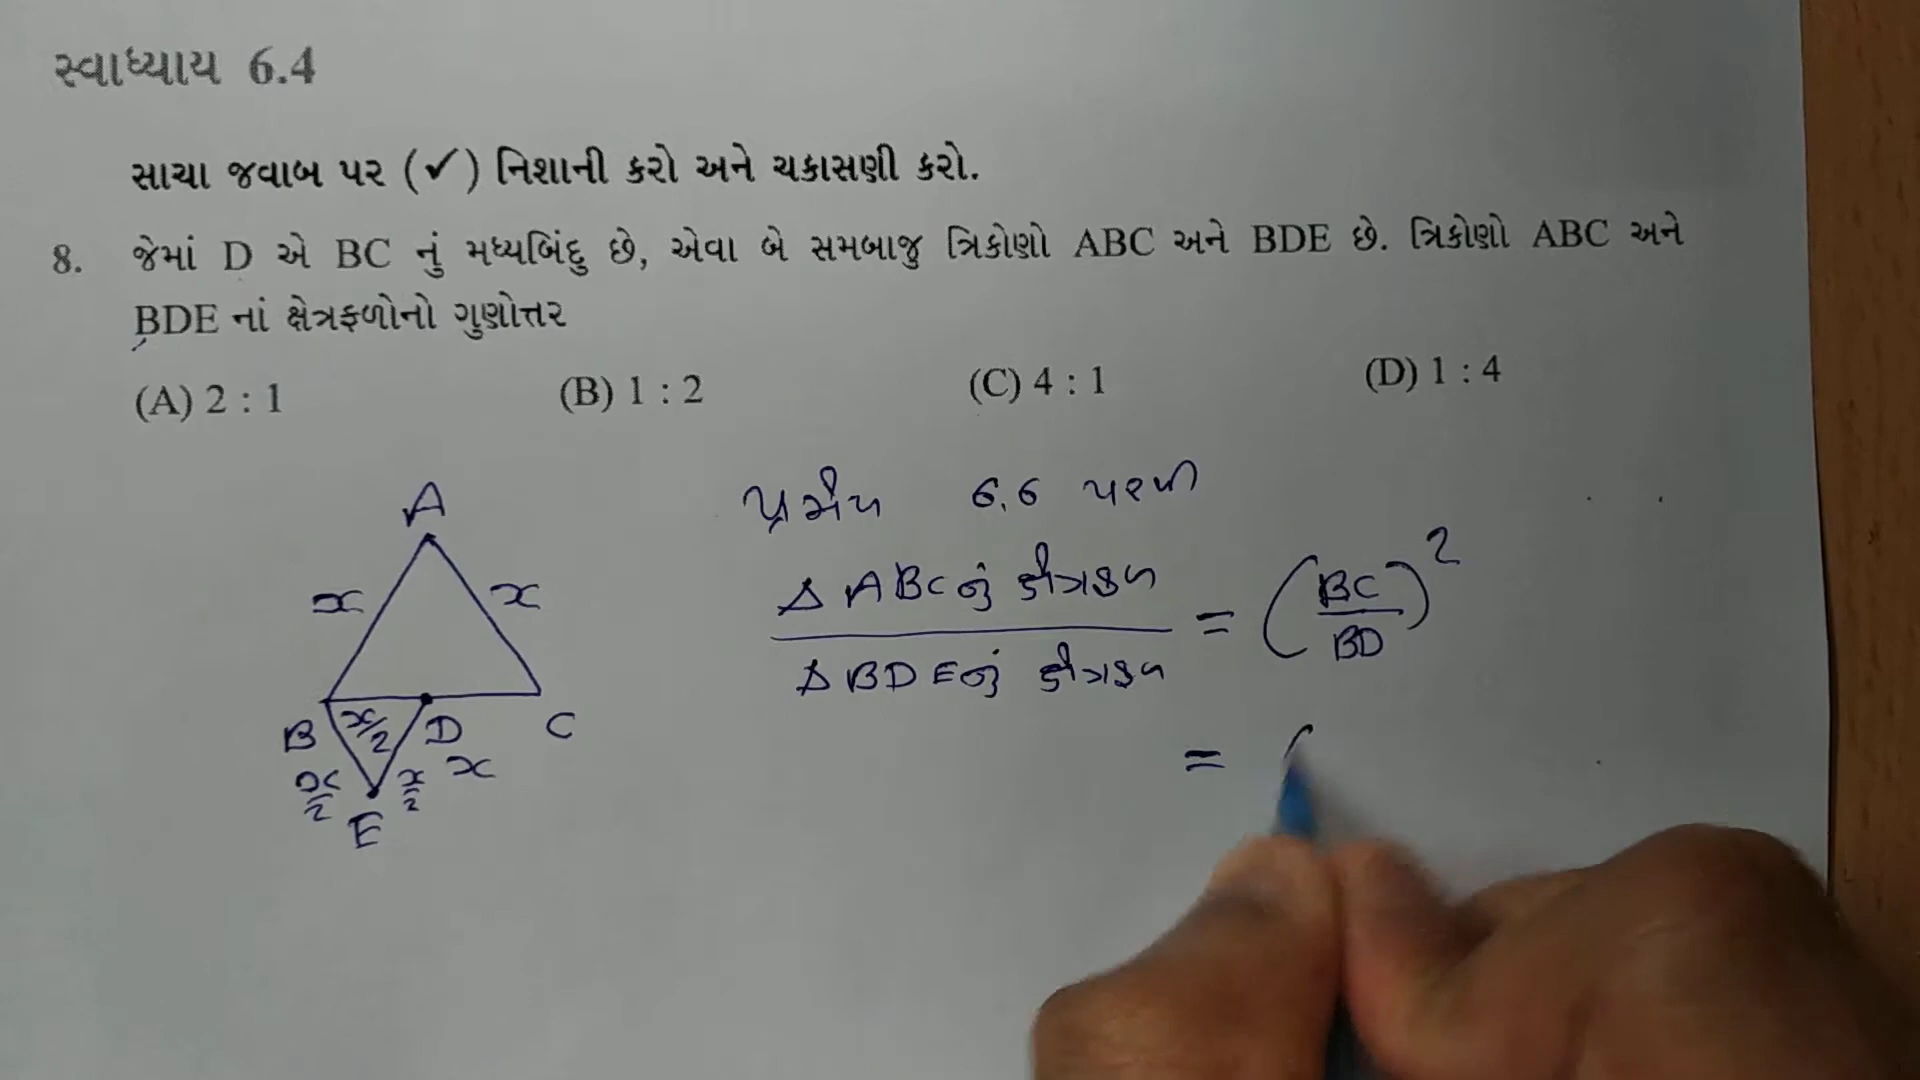 સ્વાધ્યાય 6.4
સાચા જવાબ પર (✓) નિશાની કરો અને ચકાસણી કરો.
8. જેમાં D એ BC નું મધ્યબિંદુ છે, એવા બે સમબાજુ ત્રિકોણો ABC અને BDE છે. ત્રિકોણો ABC અને
BDE નાં ક્ષેત્રફળોનો ગુણોત્તર
(A) 2 : 1 (B) 1 : 2 (C) 4 : 1 (D) 1 : 4
પ્રમેય 6.6 પરથી
A
x x
B x/2 D C
x/2 x/2 x
E
Δ ABC નું ક્ષેત્રફળ / Δ BDE નું ક્ષેત્રફળ = (BC/BD)²
= (